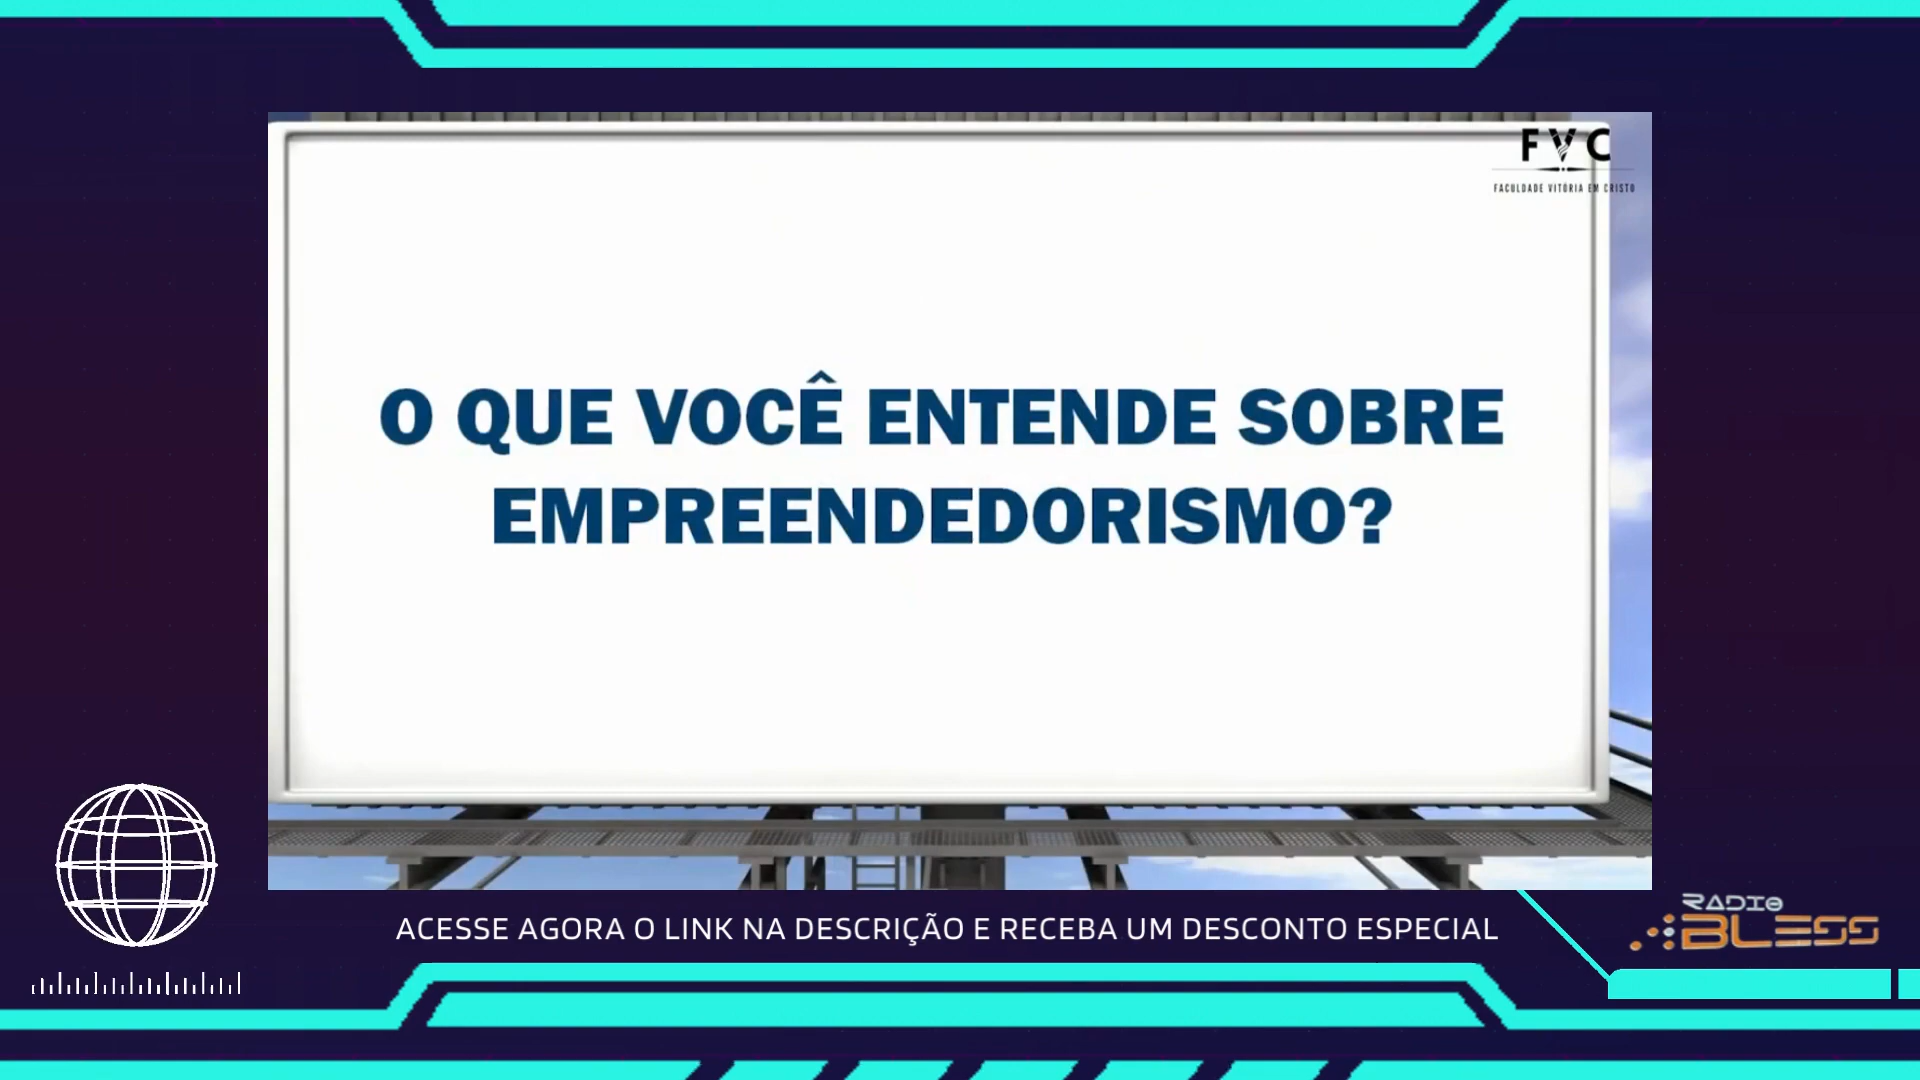 FVC
FACULDADE VITÓRIA EM CRISTO
O QUE VOCÊ ENTENDE SOBRE
EMPREENDEDORISMO?
ACESSE AGORA O LINK NA DESCRIÇÃO E RECEBA UM DESCONTO ESPECIAL
RADIO
BLESS